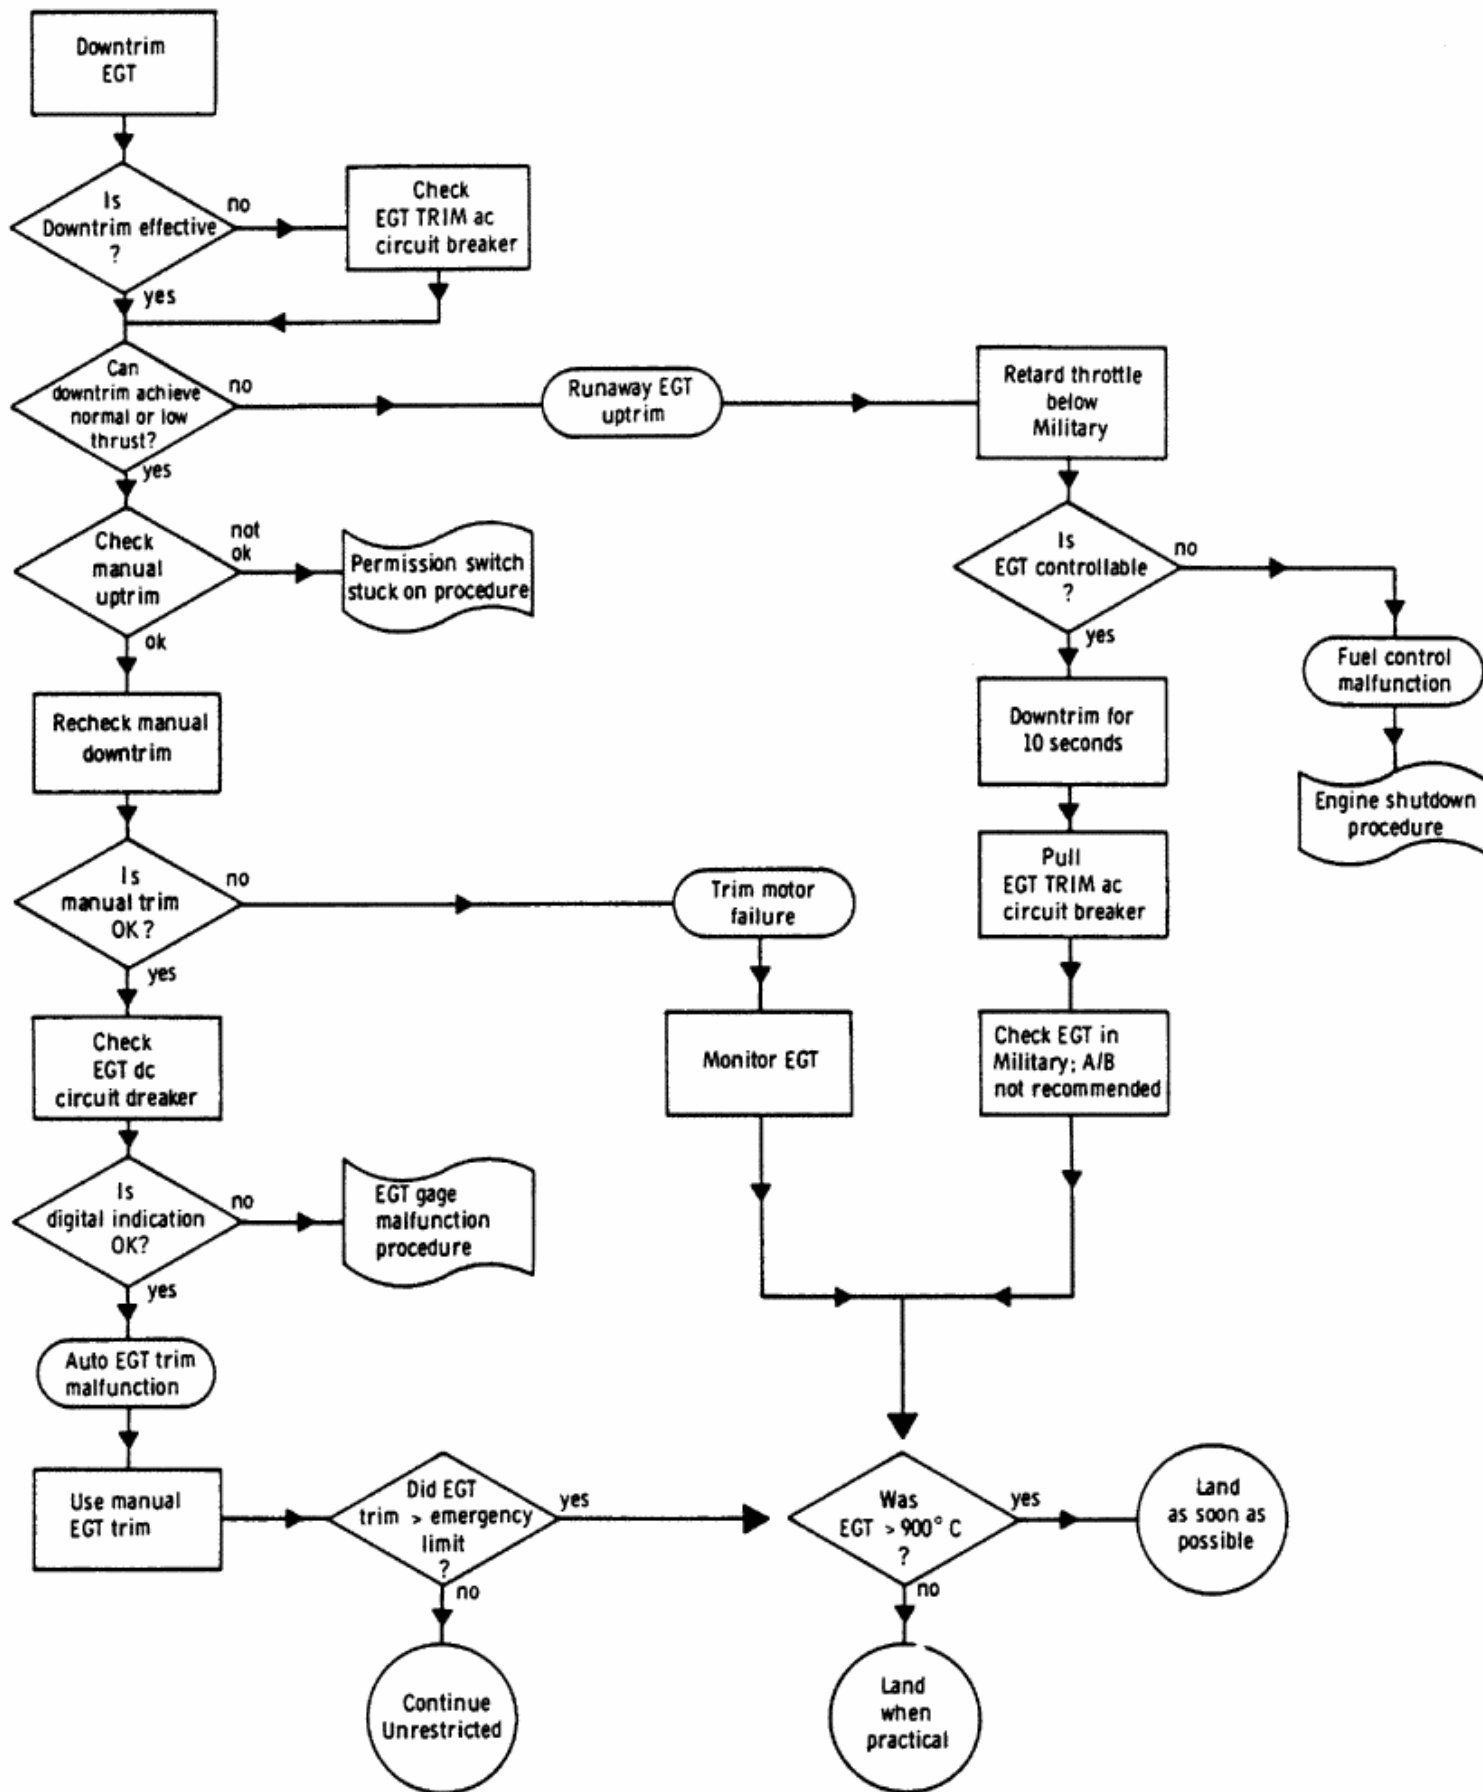 Downtrim
EGT
Is
Downtrim effective
?
no
yes
Check
EGT TRIM ac
circuit breaker
Can
downtrim achieve
normal or low
thrust?
no
yes
Runaway EGT
uptrim
Retard throttle
below
Military
Check
manual
uptrim
not
ok
ok
Permission switch
stuck on procedure
Is
EGT controllable
?
no
yes
Fuel control
malfunction
Engine shutdown
procedure
Recheck manual
downtrim
Downtrim for
10 seconds
Pull
EGT TRIM ac
circuit breaker
Is
manual trim
OK?
no
yes
Trim motor
failure
Monitor EGT
Check EGT in
Military; A/B
not recommended
Check
EGT dc
circuit dreaker
Is
digital indication
OK?
no
yes
EGT gage
malfunction
procedure
Auto EGT trim
malfunction
Use manual
EGT trim
Did EGT
trim > emergency
limit
?
yes
no
Continue
Unrestricted
Was
EGT > 900° C
?
yes
no
Land
as soon as
possible
Land
when
practical